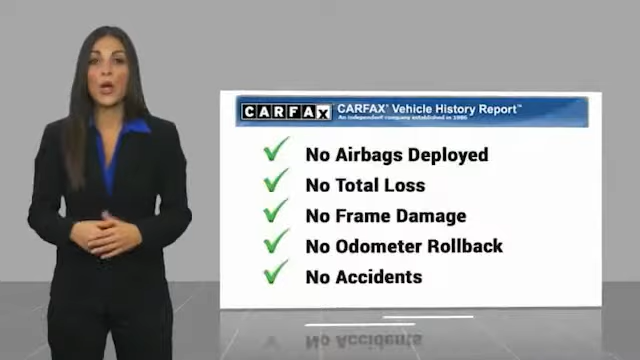 CARFAX CARFAX® Vehicle History Report™
An independent company established in 1986
No Airbags Deployed
No Total Loss
No Frame Damage
No Odometer Rollback
No Accidents